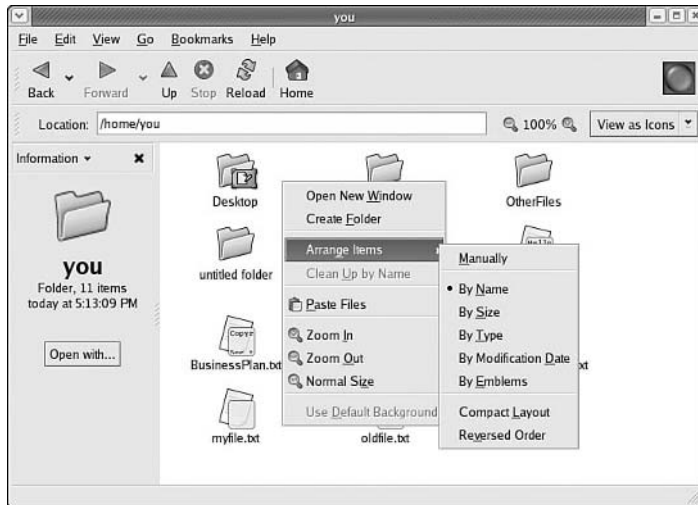 you
File Edit View Go Bookmarks Help
Back Forward Up Stop Reload Home
Location: /home/you 100% View as Icons
Information
you
Folder, 11 items
today at 5:13:09 PM
Open with...
Desktop
OtherFiles
untitled folder
BusinessPlan.txt
myfile.txt
oldfile.txt
Open New Window
Create Folder
Arrange Items
Clean Up by Name
Paste Files
Zoom In
Zoom Out
Normal Size
Use Default Background
Manually
By Name
By Size
By Type
By Modification Date
By Emblems
Compact Layout
Reversed Order